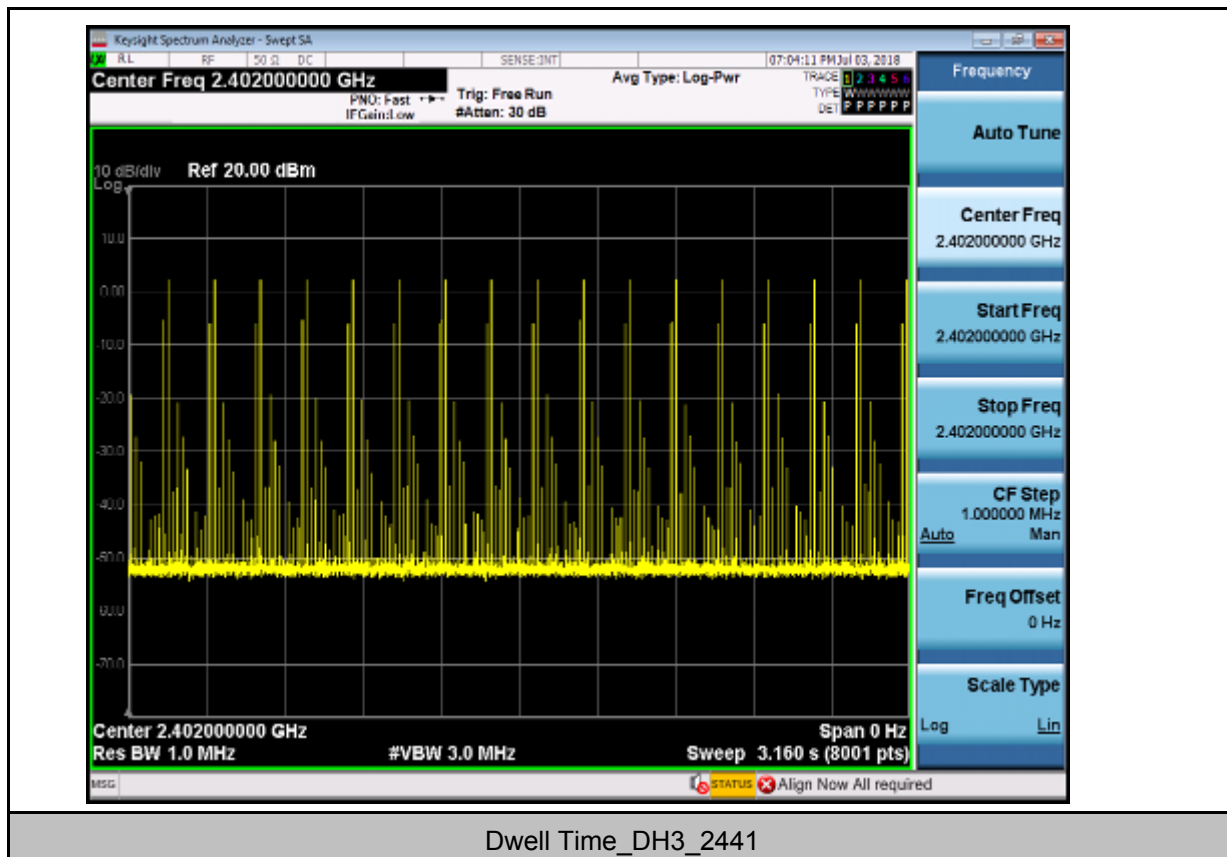 Keysight Spectrum Analyzer - Swept SA
RL RF 50 Ω DC SENSE:INT 07:04:11 PM Jul 03, 2018
Center Freq 2.402000000 GHz
PNO: Fast
IFGain:Low
Trig: Free Run
#Atten: 30 dB
Avg Type: Log-Pwr
TRACE 1 2 3 4 5 6
TYPE WWWWWW
DET P P P P P P
10 dB/div Ref 20.00 dBm
Log
10.0
0.00
-10.0
-20.0
-30.0
-40.0
-50.0
-60.0
-70.0
Center 2.402000000 GHz Span 0 Hz
Res BW 1.0 MHz #VBW 3.0 MHz Sweep 3.160 s (8001 pts)
MSG STATUS Align Now All required
Frequency
Auto Tune
Center Freq
2.402000000 GHz
Start Freq
2.402000000 GHz
Stop Freq
2.402000000 GHz
CF Step
1.000000 MHz
Auto Man
Freq Offset
0 Hz
Scale Type
Log Lin
Dwell Time_DH3_2441